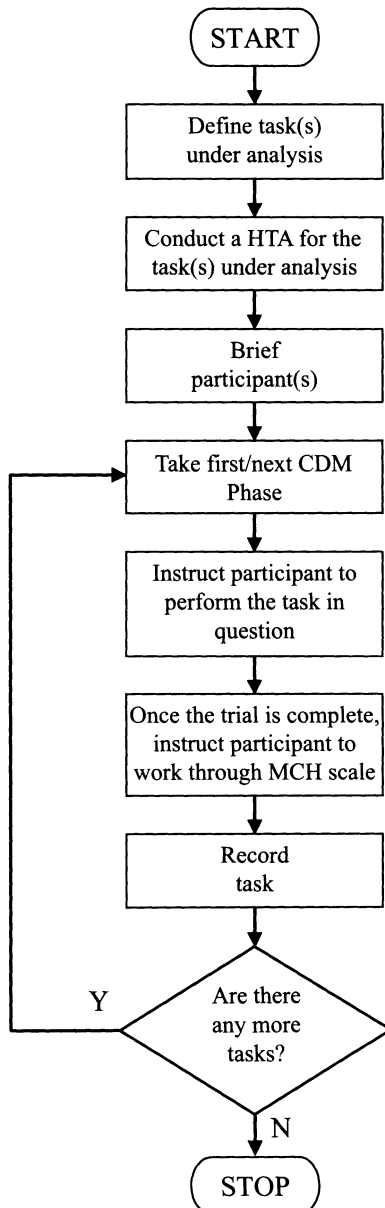 START
Define task(s)
under analysis
Conduct a HTA for the
task(s) under analysis
Brief
participant(s)
Take first/next CDM
Phase
Instruct participant to
perform the task in
question
Once the trial is complete,
instruct participant to
work through MCH scale
Record
task
Are there
any more
tasks?
Y
N
STOP